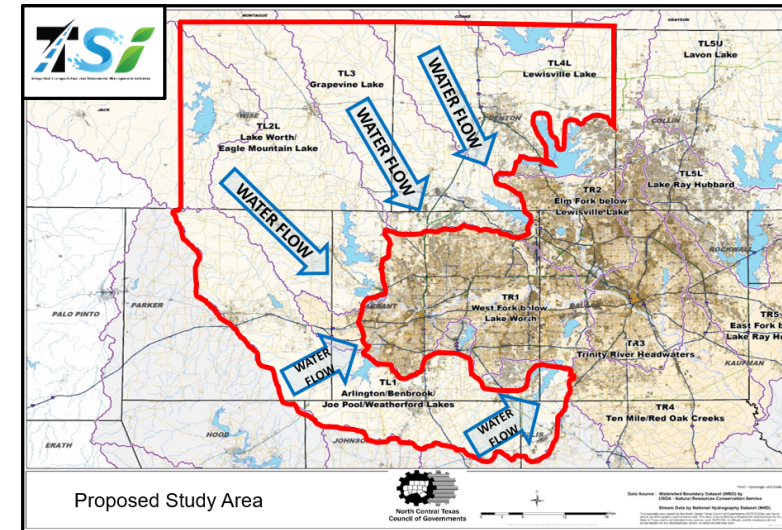 TSi
MONTAGUE
COOKE
GRAYSON
TL5U
Lavon Lake
TL4L
Lewisville Lake
TL3
Grapevine Lake
JACK
WISE
DENTON
COLLIN
TL2L
Lake Worth/
Eagle Mountain Lake
WATER FLOW
WATER FLOW
WATER FLOW
TL5L
Lake Ray Hubbard
TR2
Elm Fork below
Lewisville Lake
ROCKWALL
PALO PINTO
PARKER
TR1
West Fork below
Lake Worth
TR3
Trinity River Headwaters
TR5
East Fork b
Lake Ray H
KAUFMAN
WATER
FLOW
TL1
Arlington/Benbrook/
Joe Pool/Weatherford Lakes
WATER
FLOW
TR4
Ten Mile/Red Oak Creeks
ERATH
HOOD
JOHNSON
Proposed Study Area
North Central Texas
Council of Governments
Data Source : Watershed Boundary Dataset (WBD) by
USDA - Natural Resources Conservation Service
Stream Data by National Hydrography Dataset (NHD)